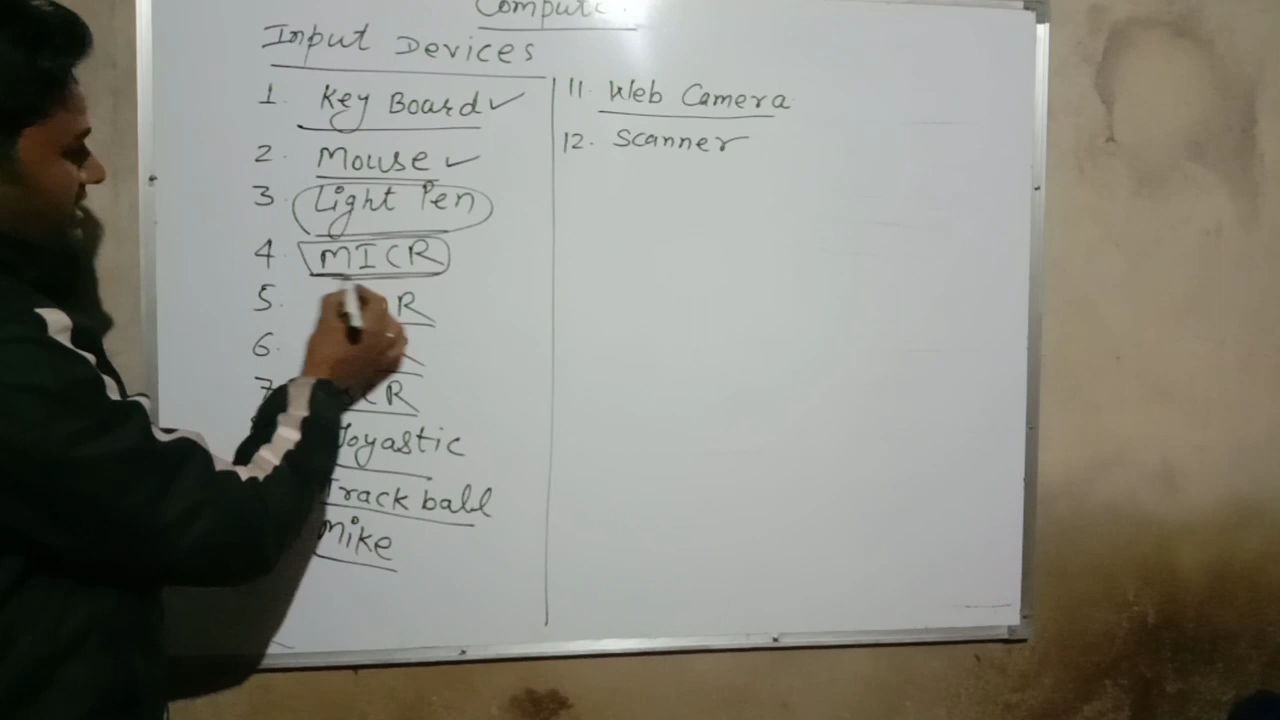 Input Devices
1. Key Board
2. Mouse
3. Light Pen
4. MICR
5.
6.
7
Joyastic
Track ball
Mike
11. Web Camera
12. Scanner